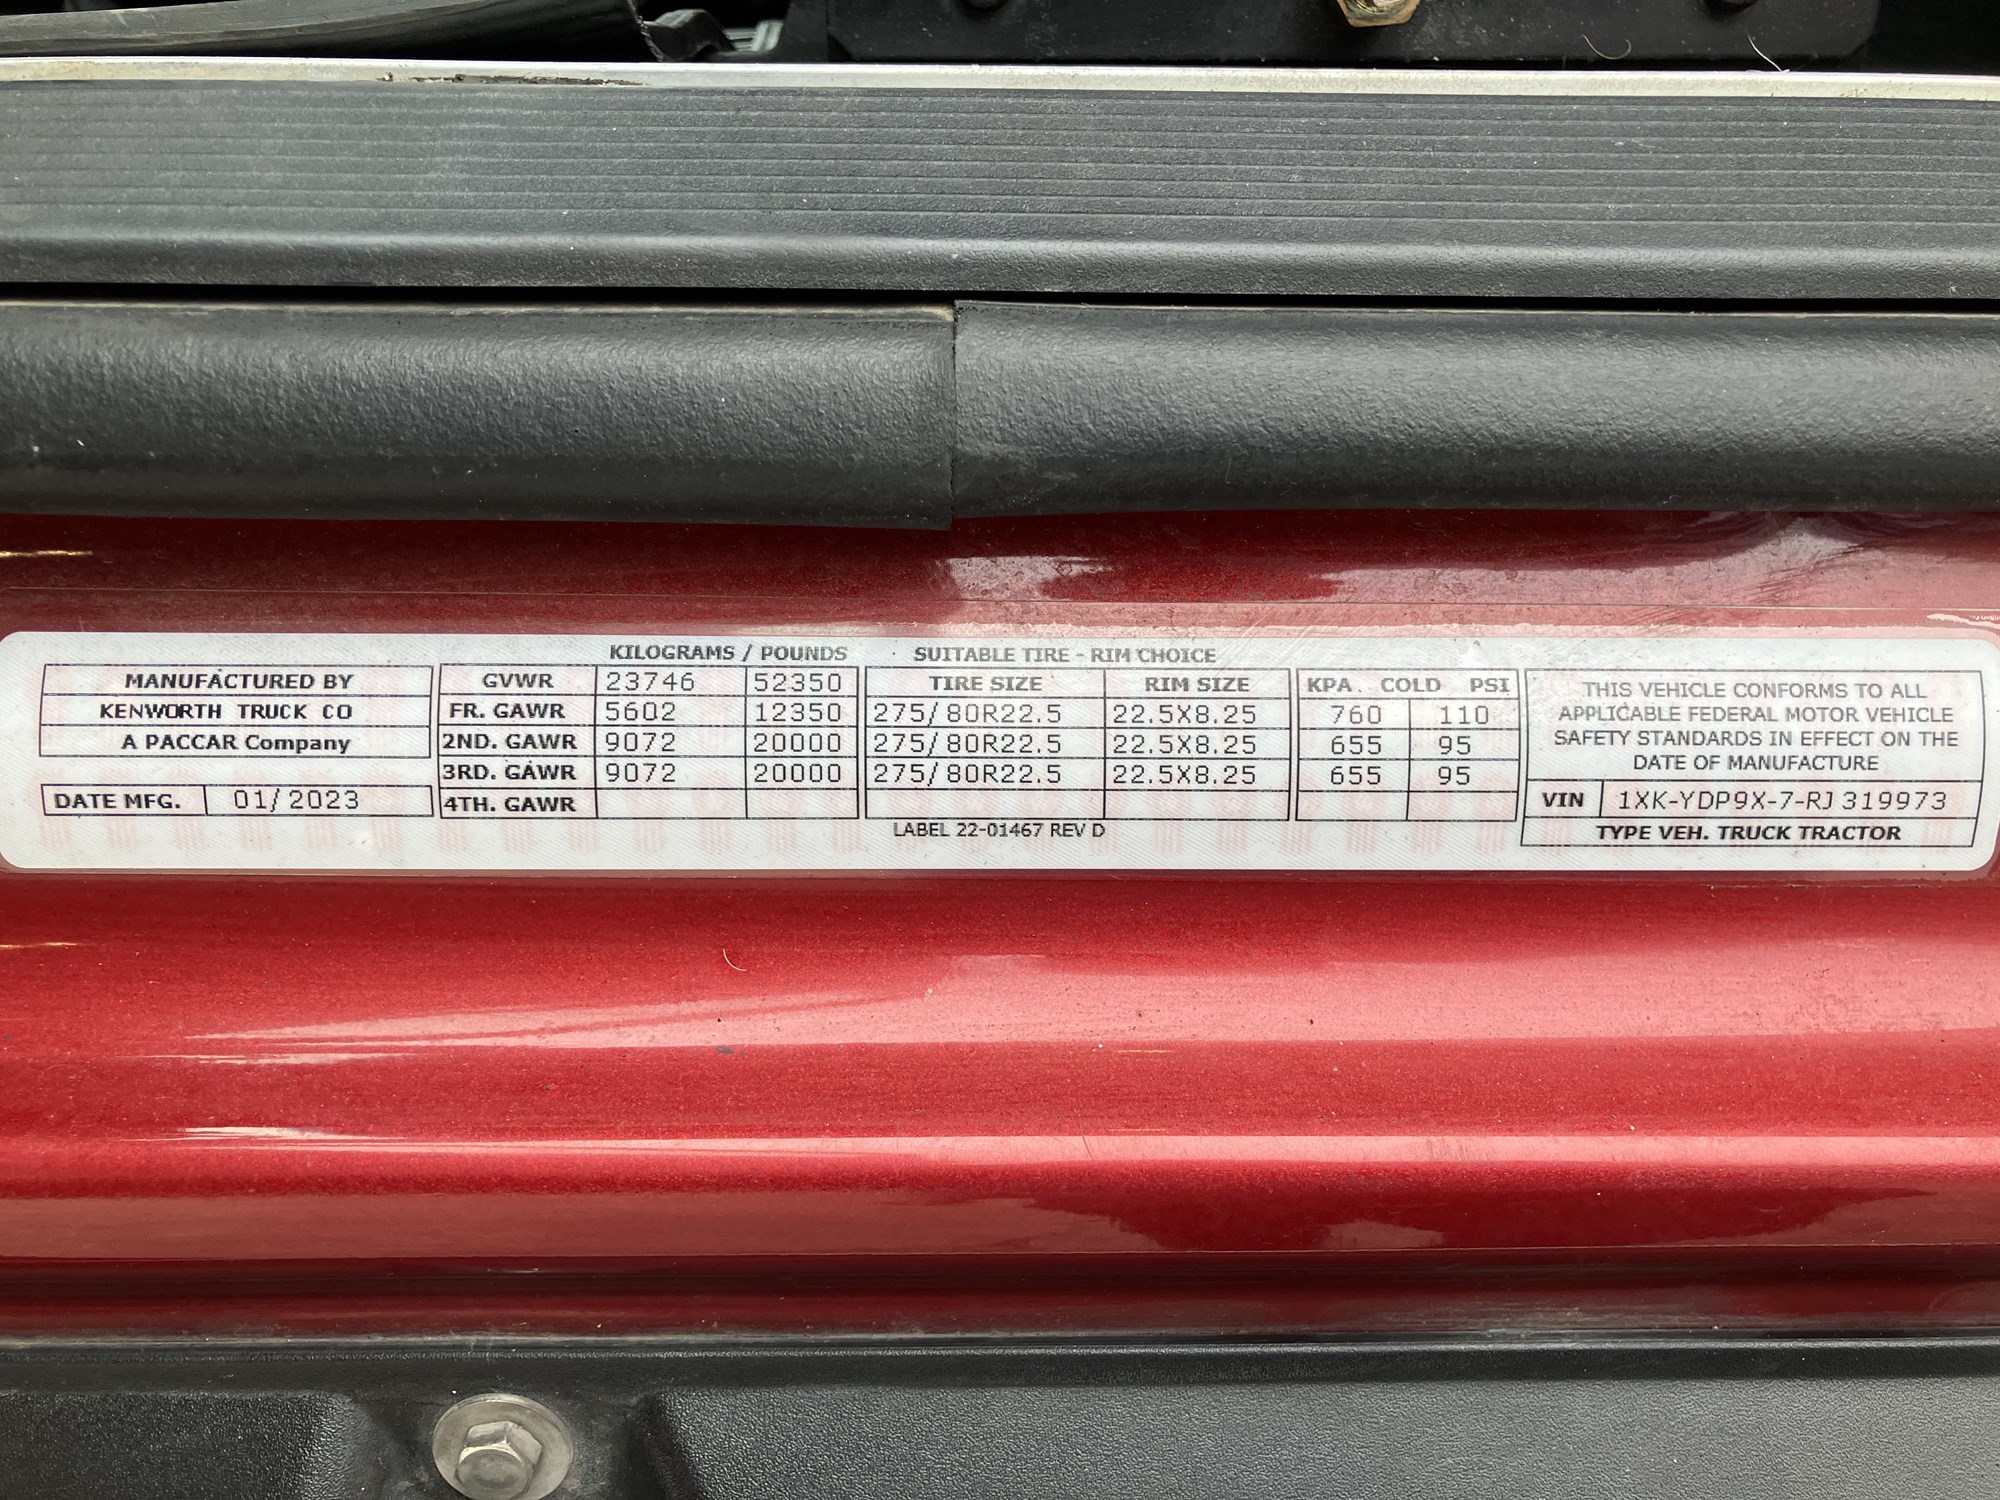 KILOGRAMS / POUNDS SUITABLE TIRE - RIM CHOICE
MANUFACTURED BY
KENWORTH TRUCK CO
A PACCAR Company
DATE MFG. 01/2023
GVWR 23746 52350 TIRE SIZE RIM SIZE KPA COLD PSI
FR. GAWR 5602 12350 275/80R22.5 22.5X8.25 760 110
2ND. GAWR 9072 20000 275/80R22.5 22.5X8.25 655 95
3RD. GAWR 9072 20000 275/80R22.5 22.5X8.25 655 95
4TH. GAWR
LABEL 22-01467 REV D
THIS VEHICLE CONFORMS TO ALL
APPLICABLE FEDERAL MOTOR VEHICLE
SAFETY STANDARDS IN EFFECT ON THE
DATE OF MANUFACTURE
VIN 1XK-YDP9X-7-RJ319973
TYPE VEH. TRUCK TRACTOR